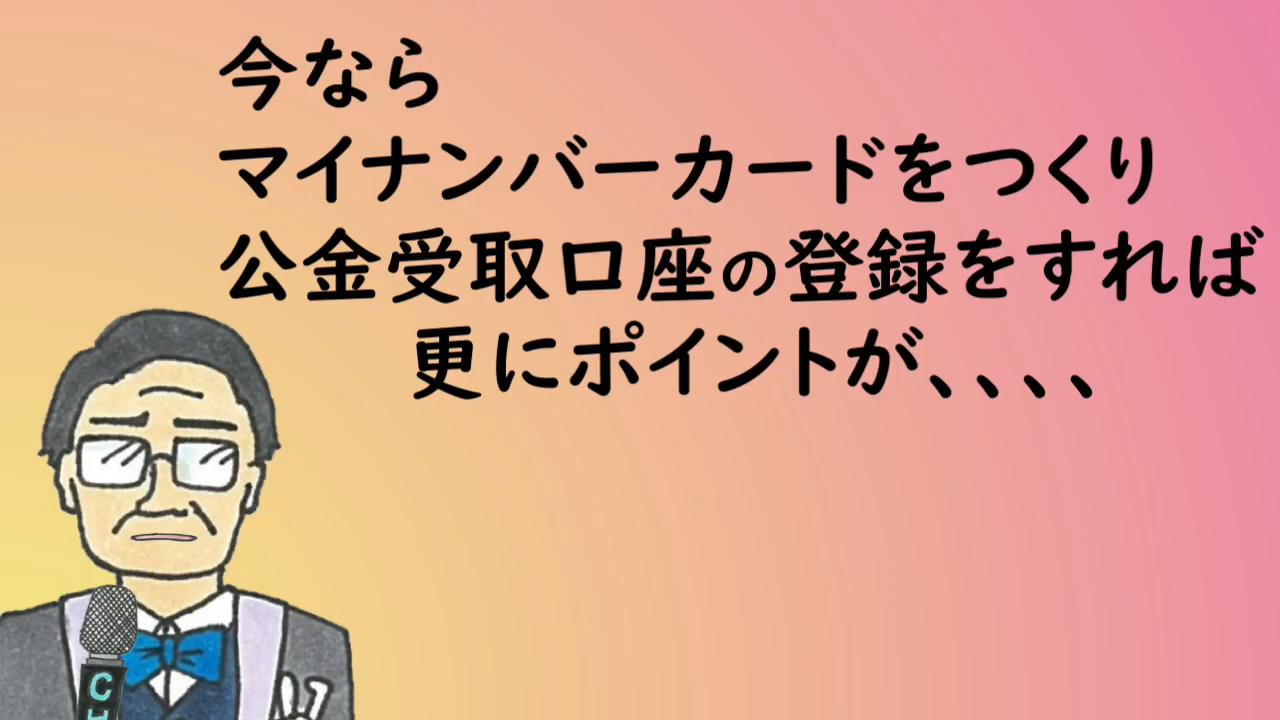 今なら
マイナンバーカードをつくり
公金受取口座の登録をすれば
更にポイントが、、、、
C
H